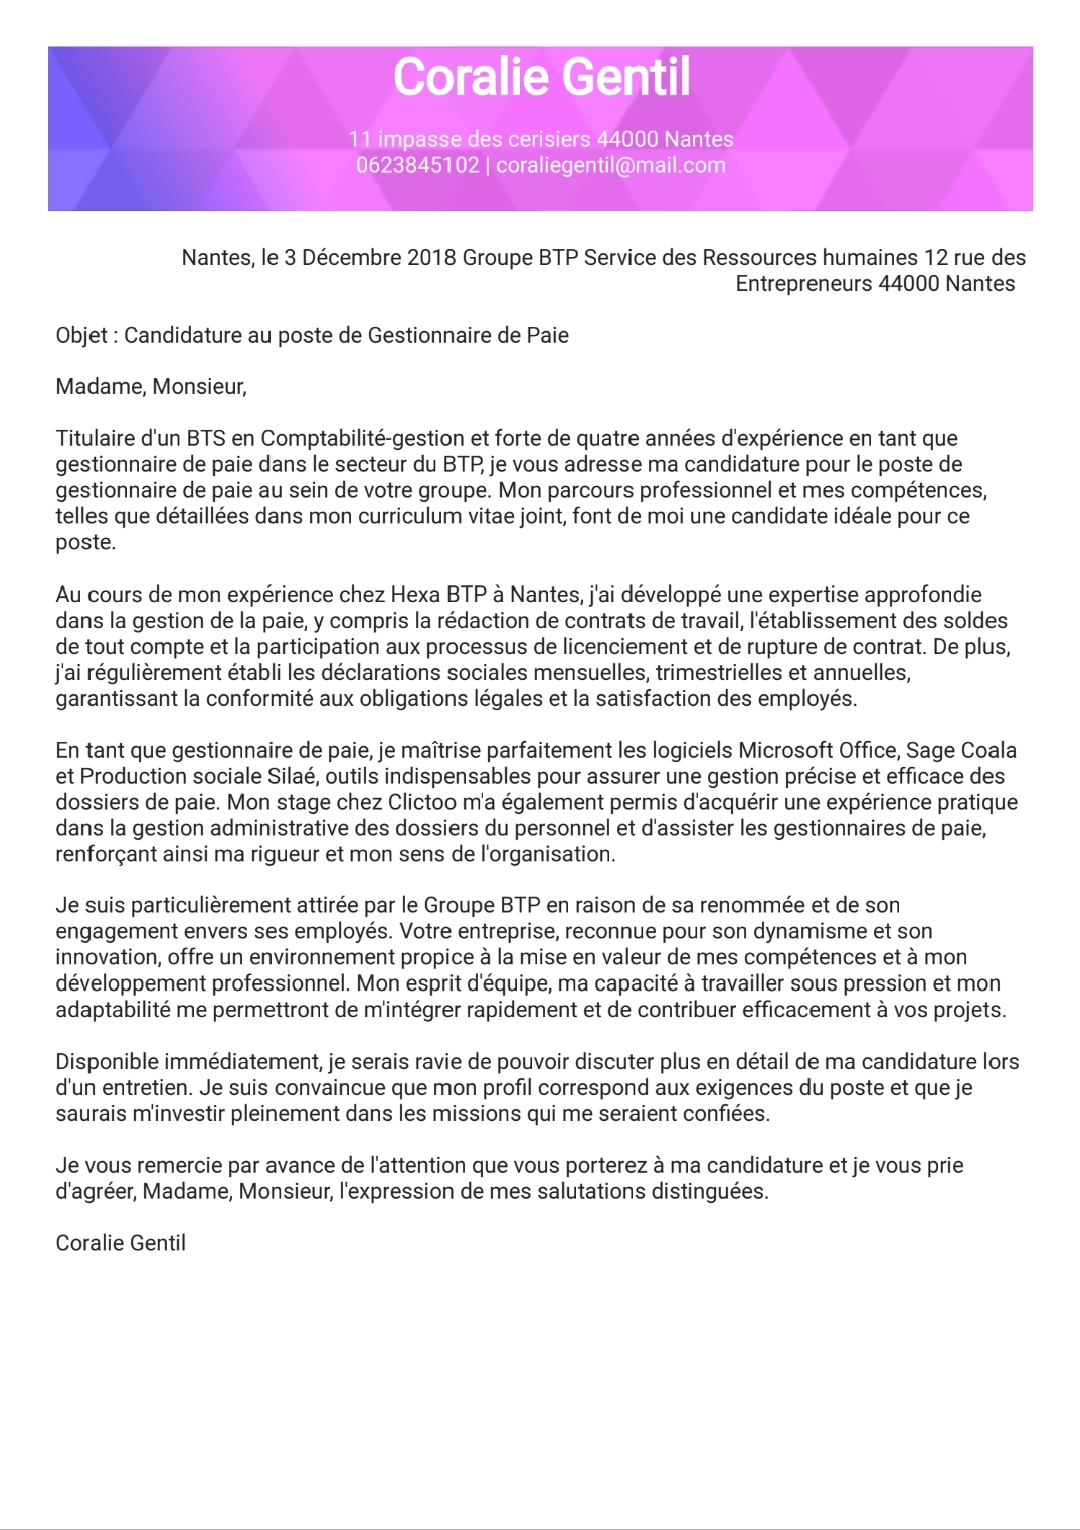 Coralie Gentil
11 impasse des cerisiers 44000 Nantes
0623845102 | coraliegentil@mail.com
Nantes, le 3 Décembre 2018 Groupe BTP Service des Ressources humaines 12 rue des
Entrepreneurs 44000 Nantes
Objet : Candidature au poste de Gestionnaire de Paie
Madame, Monsieur,
Titulaire d'un BTS en Comptabilité-gestion et forte de quatre années d'expérience en tant que
gestionnaire de paie dans le secteur du BTP, je vous adresse ma candidature pour le poste de
gestionnaire de paie au sein de votre groupe. Mon parcours professionnel et mes compétences,
telles que détaillées dans mon curriculum vitae joint, font de moi une candidate idéale pour ce
poste.
Au cours de mon expérience chez Hexa BTP à Nantes, j'ai développé une expertise approfondie
dans la gestion de la paie, y compris la rédaction de contrats de travail, l'établissement des soldes
de tout compte et la participation aux processus de licenciement et de rupture de contrat. De plus,
j'ai régulièrement établi les déclarations sociales mensuelles, trimestrielles et annuelles,
garantissant la conformité aux obligations légales et la satisfaction des employés.
En tant que gestionnaire de paie, je maîtrise parfaitement les logiciels Microsoft Office, Sage Coala
et Production sociale Silaé, outils indispensables pour assurer une gestion précise et efficace des
dossiers de paie. Mon stage chez Clictoo m'a également permis d'acquérir une expérience pratique
dans la gestion administrative des dossiers du personnel et d'assister les gestionnaires de paie,
renforçant ainsi ma rigueur et mon sens de l'organisation.
Je suis particulièrement attirée par le Groupe BTP en raison de sa renommée et de son
engagement envers ses employés. Votre entreprise, reconnue pour son dynamisme et son
innovation, offre un environnement propice à la mise en valeur de mes compétences et à mon
développement professionnel. Mon esprit d'équipe, ma capacité à travailler sous pression et mon
adaptabilité me permettront de m'intégrer rapidement et de contribuer efficacement à vos projets.
Disponible immédiatement, je serais ravie de pouvoir discuter plus en détail de ma candidature lors
d'un entretien. Je suis convaincue que mon profil correspond aux exigences du poste et que je
saurais m'investir pleinement dans les missions qui me seraient confiées.
Je vous remercie par avance de l'attention que vous porterez à ma candidature et je vous prie
d'agréer, Madame, Monsieur, l'expression de mes salutations distinguées.
Coralie Gentil